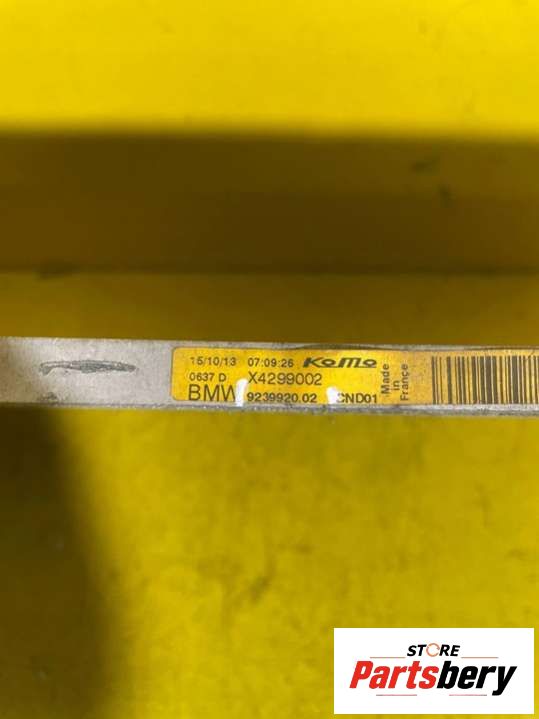 15/10/13 07:09:26 KoMo
0637 D X4299002
BMW 9239920.02 CND01
Made
in
France
STORE
Partsbery